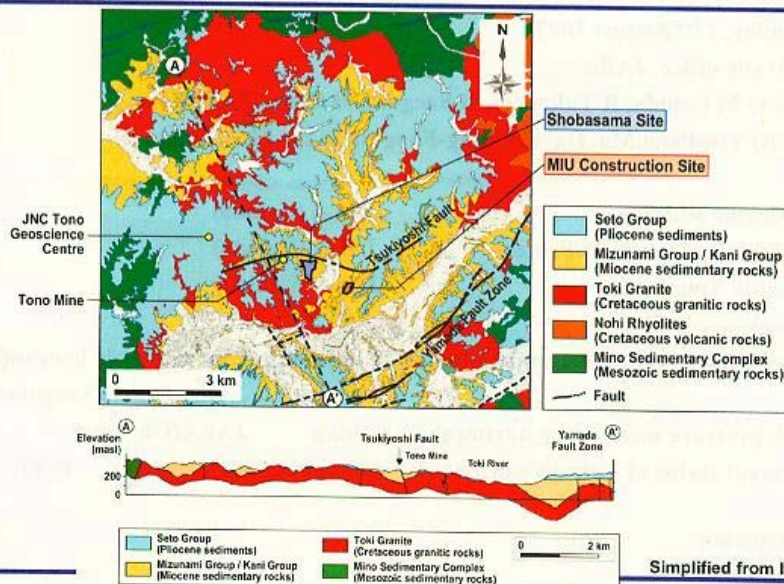 N
A
Shobasama Site
MIU Construction Site
JNC Tono
Geoscience
Centre
Tsukiyoshi Fault
Tono Mine
Yamada Fault Zone
0 3 km
A'
Seto Group
(Pliocene sediments)
Mizunami Group / Kani Group
(Miocene sedimentary rocks)
Toki Granite
(Cretaceous granitic rocks)
Nohi Rhyolites
(Cretaceous volcanic rocks)
Mino Sedimentary Complex
(Mesozoic sedimentary rocks)
Fault
A
Elevation
(masl)
Tsukiyoshi Fault
Tono Mine
Toki River
Yamada
Fault Zone
A'
200
0
Seto Group
(Pliocene sediments)
Mizunami Group / Kani Group
(Miocene sedimentary rocks)
Toki Granite
(Cretaceous granitic rocks)
Mino Sedimentary Complex
(Mesozoic sedimentary rocks)
0 2 km
Simplified from